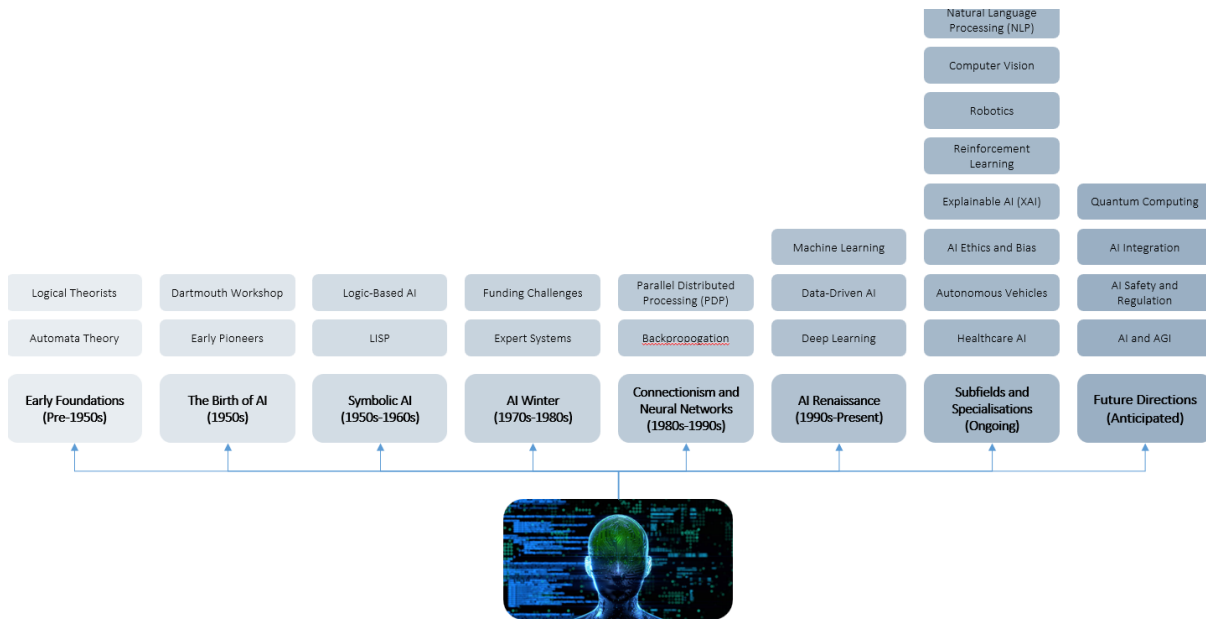 Natural Language
Processing (NLP)
Computer Vision
Robotics
Reinforcement
Learning
Explainable AI (XAI)
Quantum Computing
Machine Learning
AI Ethics and Bias
AI Integration
Logical Theorists
Dartmouth Workshop
Logic-Based AI
Funding Challenges
Parallel Distributed
Processing (PDP)
Data-Driven AI
Autonomous Vehicles
AI Safety and
Regulation
Automata Theory
Early Pioneers
LISP
Expert Systems
Backpropogation
Deep Learning
Healthcare AI
AI and AGI
Early Foundations
(Pre-1950s)
The Birth of AI
(1950s)
Symbolic AI
(1950s-1960s)
AI Winter
(1970s-1980s)
Connectionism and
Neural Networks
(1980s-1990s)
AI Renaissance
(1990s-Present)
Subfields and
Specialisations
(Ongoing)
Future Directions
(Anticipated)